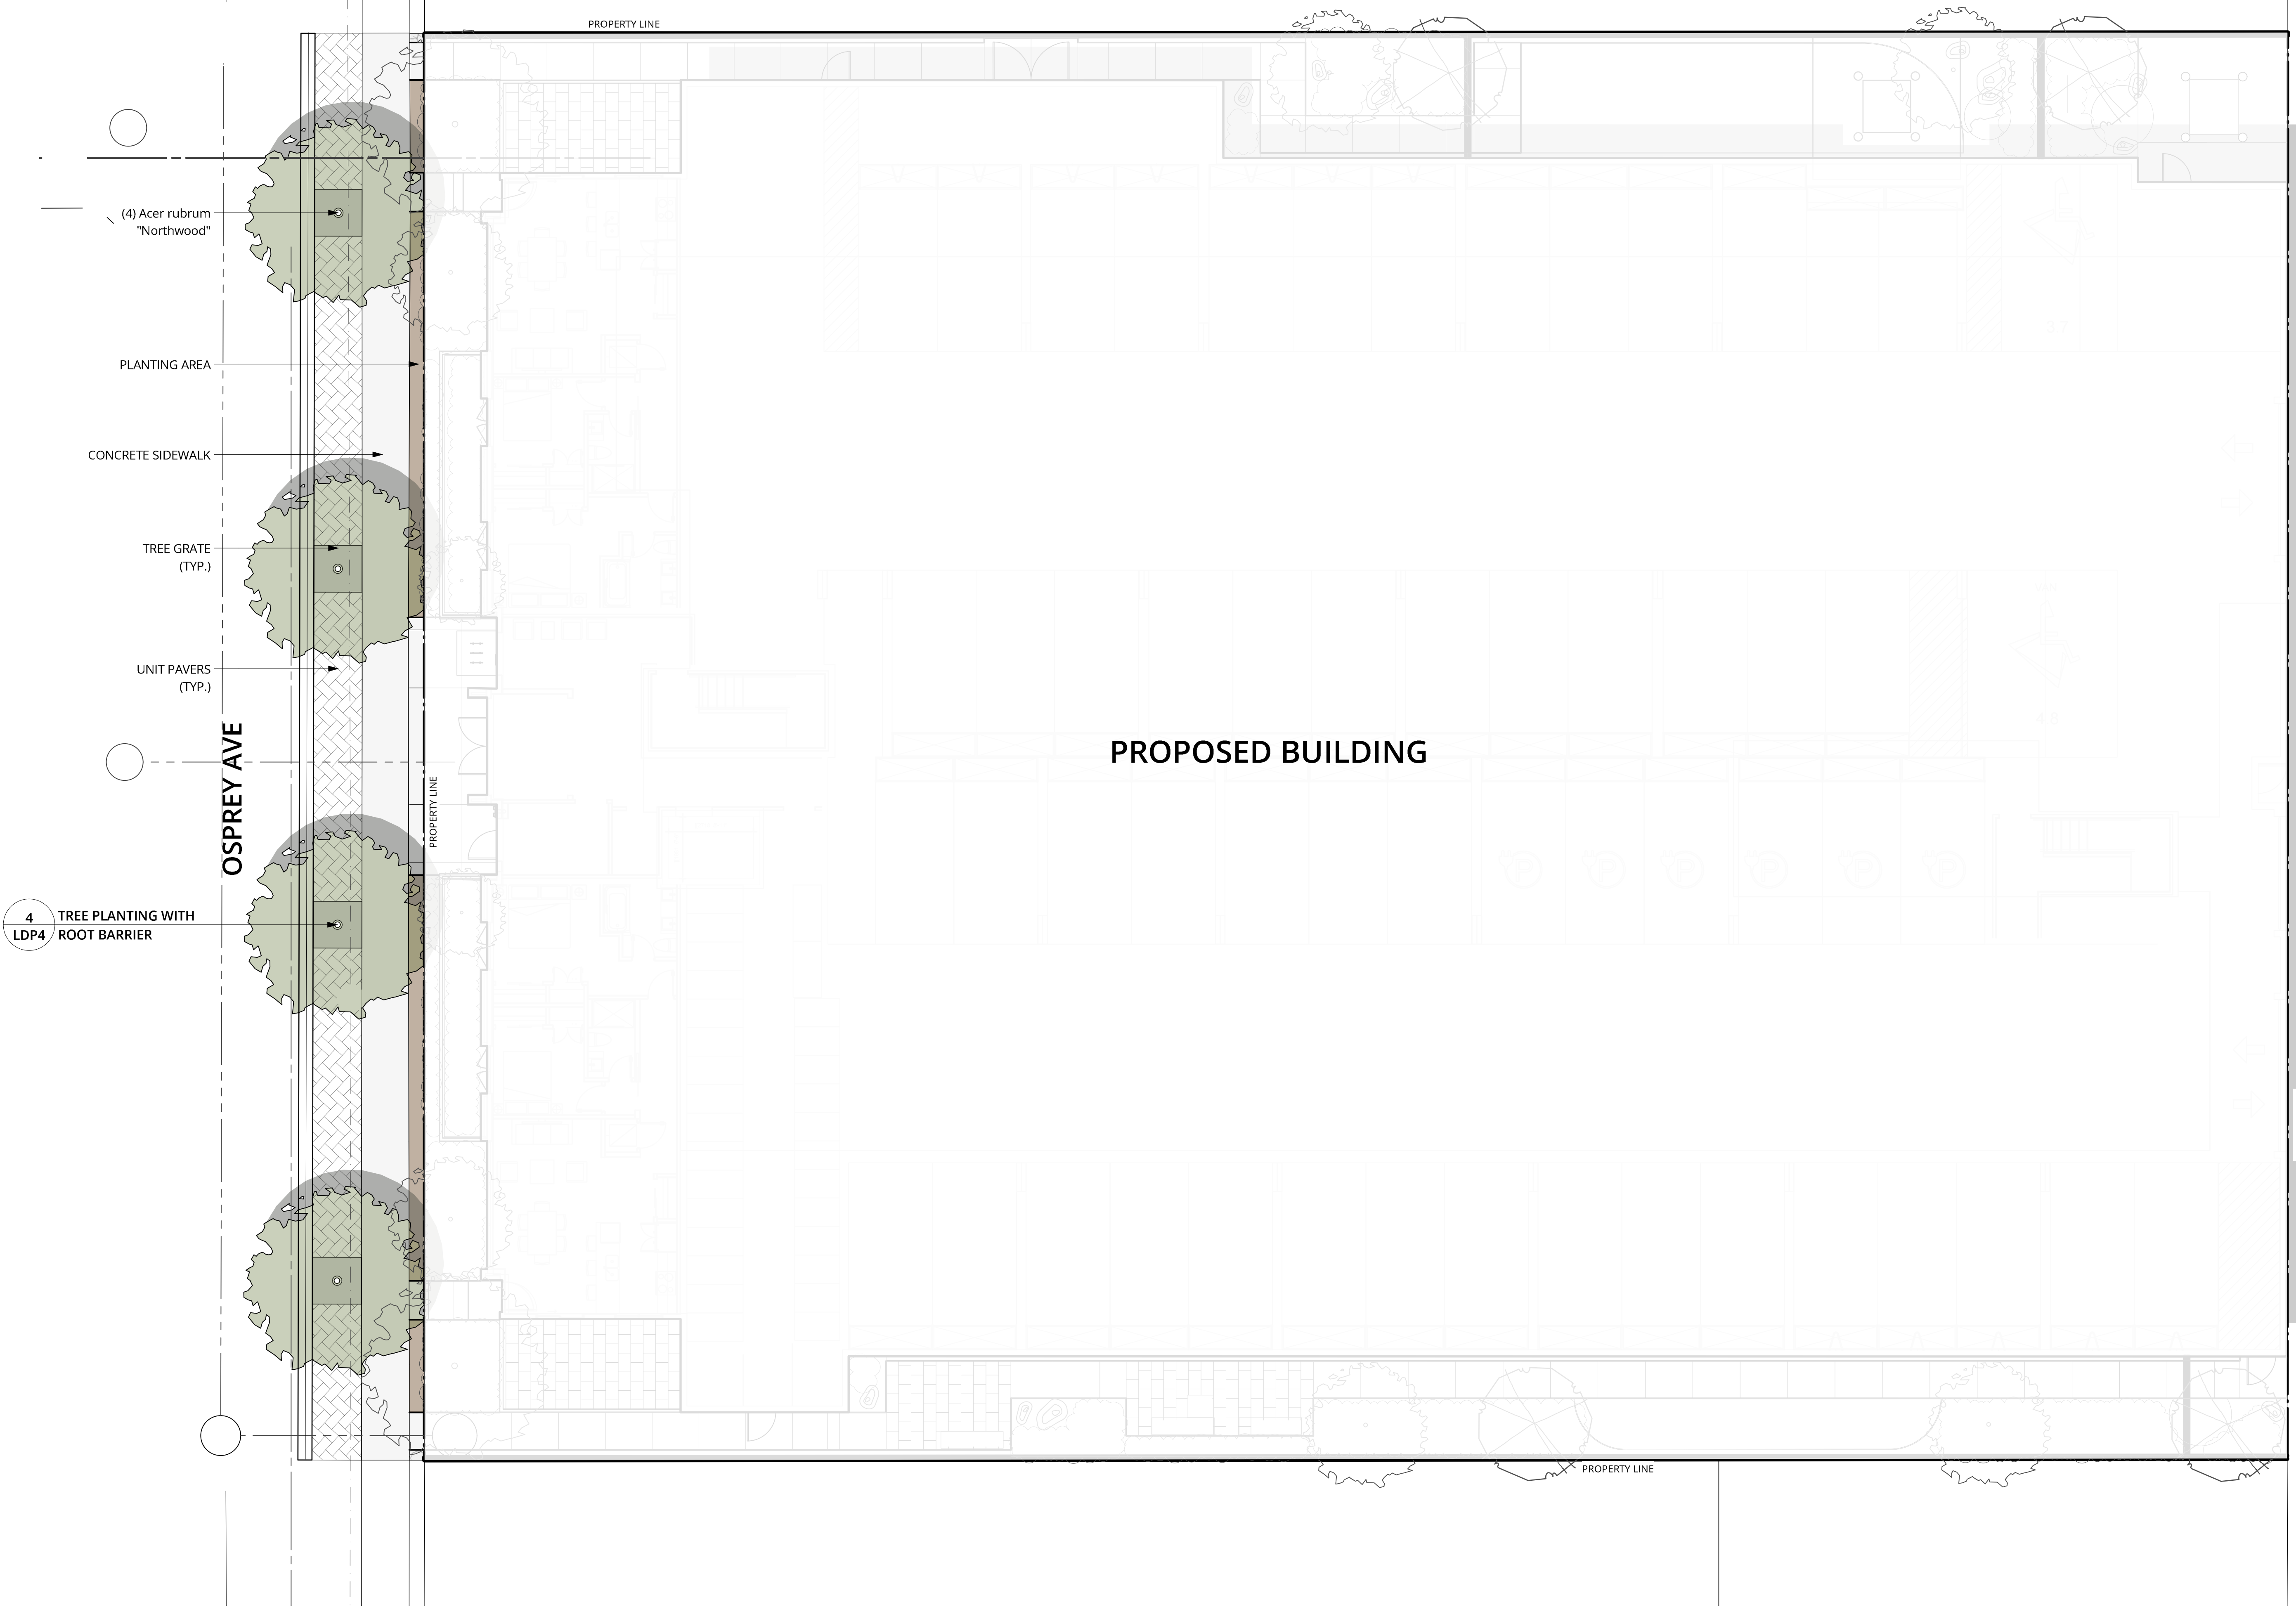 PROPERTY LINE
(4) Acer rubrum
"Northwood"
PLANTING AREA
CONCRETE SIDEWALK
TREE GRATE
(TYP.)
UNIT PAVERS
(TYP.)
OSPREY AVE
PROPERTY LINE
PROPOSED BUILDING
4
LDP4
TREE PLANTING WITH
ROOT BARRIER
PROPERTY LINE